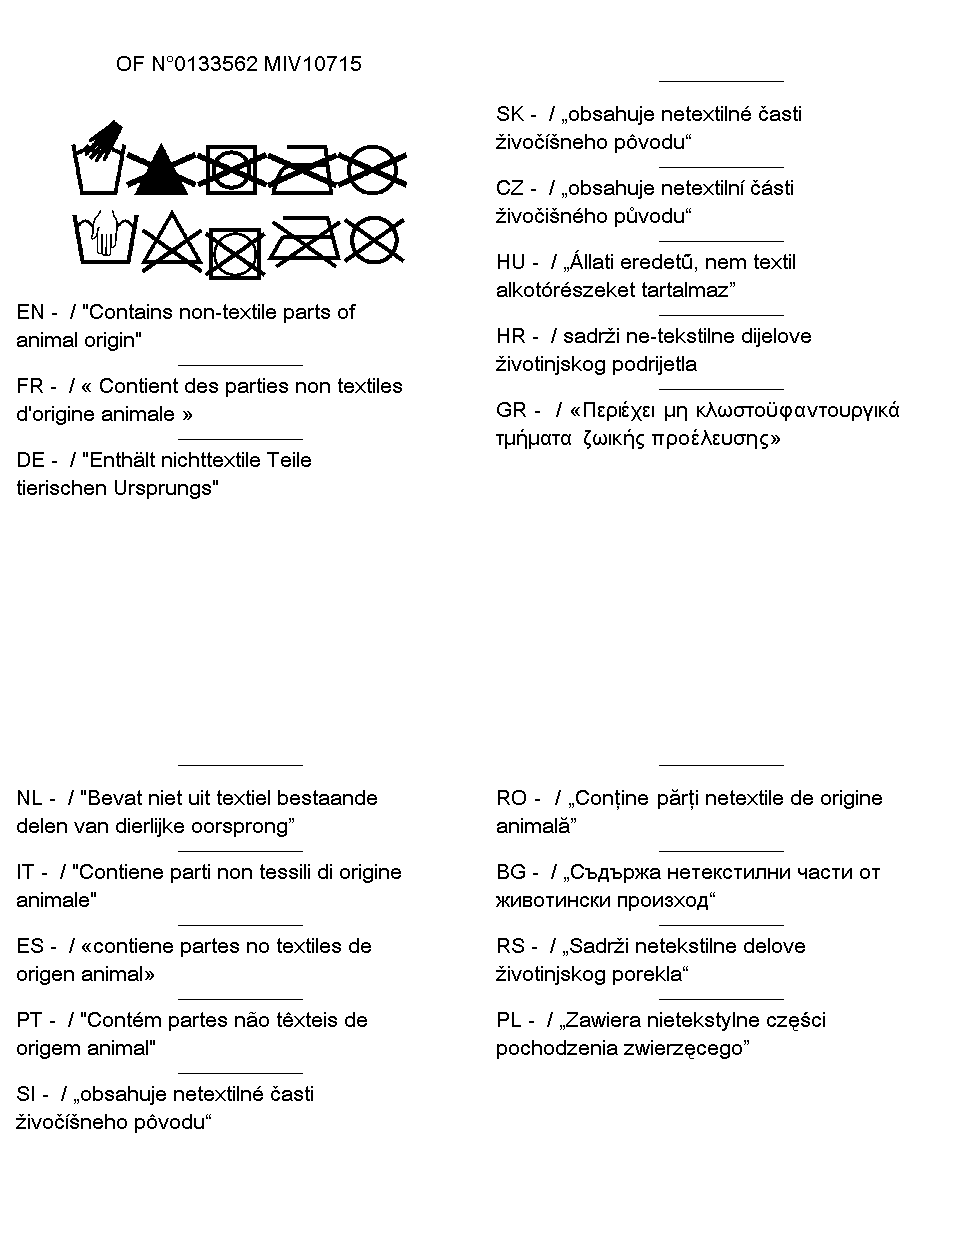 OF N°0133562 MIV10715
EN -  / "Contains non-textile parts of
animal origin"
FR -  / « Contient des parties non textiles
d'origine animale »
DE -  / "Enthält nichttextile Teile
tierischen Ursprungs"
SK -  / „obsahuje netextilné časti
živočíšneho pôvodu“
CZ -  / „obsahuje netextilní části
živočišného původu“
HU -  / „Állati eredetű, nem textil
alkotórészeket tartalmaz”
HR -  / sadrži ne-tekstilne dijelove
životinjskog podrijetla
GR -  / «Περιέχει μη κλωστοϋφαντουργικά
τμήματα  ζωικής προέλευσης»
NL -  / "Bevat niet uit textiel bestaande
delen van dierlijke oorsprong”
IT -  / "Contiene parti non tessili di origine
animale"
ES -  / «contiene partes no textiles de
origen animal»
PT -  / "Contém partes não têxteis de
origem animal"
SI -  / „obsahuje netextilné časti
živočíšneho pôvodu“
RO -  / „Conține părți netextile de origine
animală”
BG -  / „Съдържа нетекстилни части от
животински произход“
RS -  / „Sadrži netekstilne delove
životinjskog porekla“
PL -  / „Zawiera nietekstylne części
pochodzenia zwierzęcego”